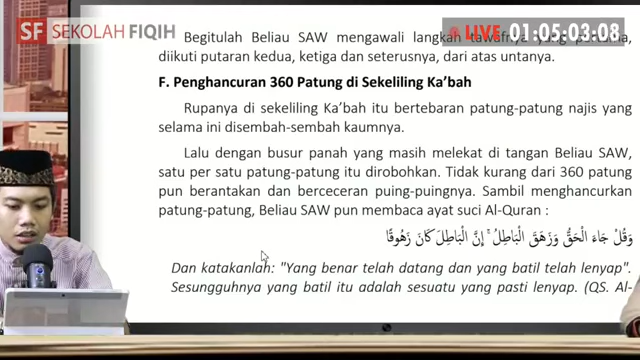 SF SEKOLAH FIQIH
LIVE 01:05:03:08
Begitulah Beliau SAW mengawali langkah tawafnya yang pertama,
diikuti putaran kedua, ketiga dan seterusnya, dari atas untanya.
F. Penghancuran 360 Patung di Sekeliling Ka'bah
Rupanya di sekeliling Ka'bah itu bertebaran patung-patung najis yang
selama ini disembah-sembah kaumnya.
Lalu dengan busur panah yang masih melekat di tangan Beliau SAW,
satu per satu patung-patung itu dirobohkan. Tidak kurang dari 360 patung
pun berantakan dan berceceran puing-puingnya. Sambil menghancurkan
patung-patung, Beliau SAW pun membaca ayat suci Al-Quran :
وَقُلْ جَاءَ الْحَقُّ وَزَهَقَ الْبَاطِلُ ۚ إِنَّ الْبَاطِلَ كَانَ زَهُوقًا
Dan katakanlah: "Yang benar telah datang dan yang batil telah lenyap".
Sesungguhnya yang batil itu adalah sesuatu yang pasti lenyap. (QS. Al-